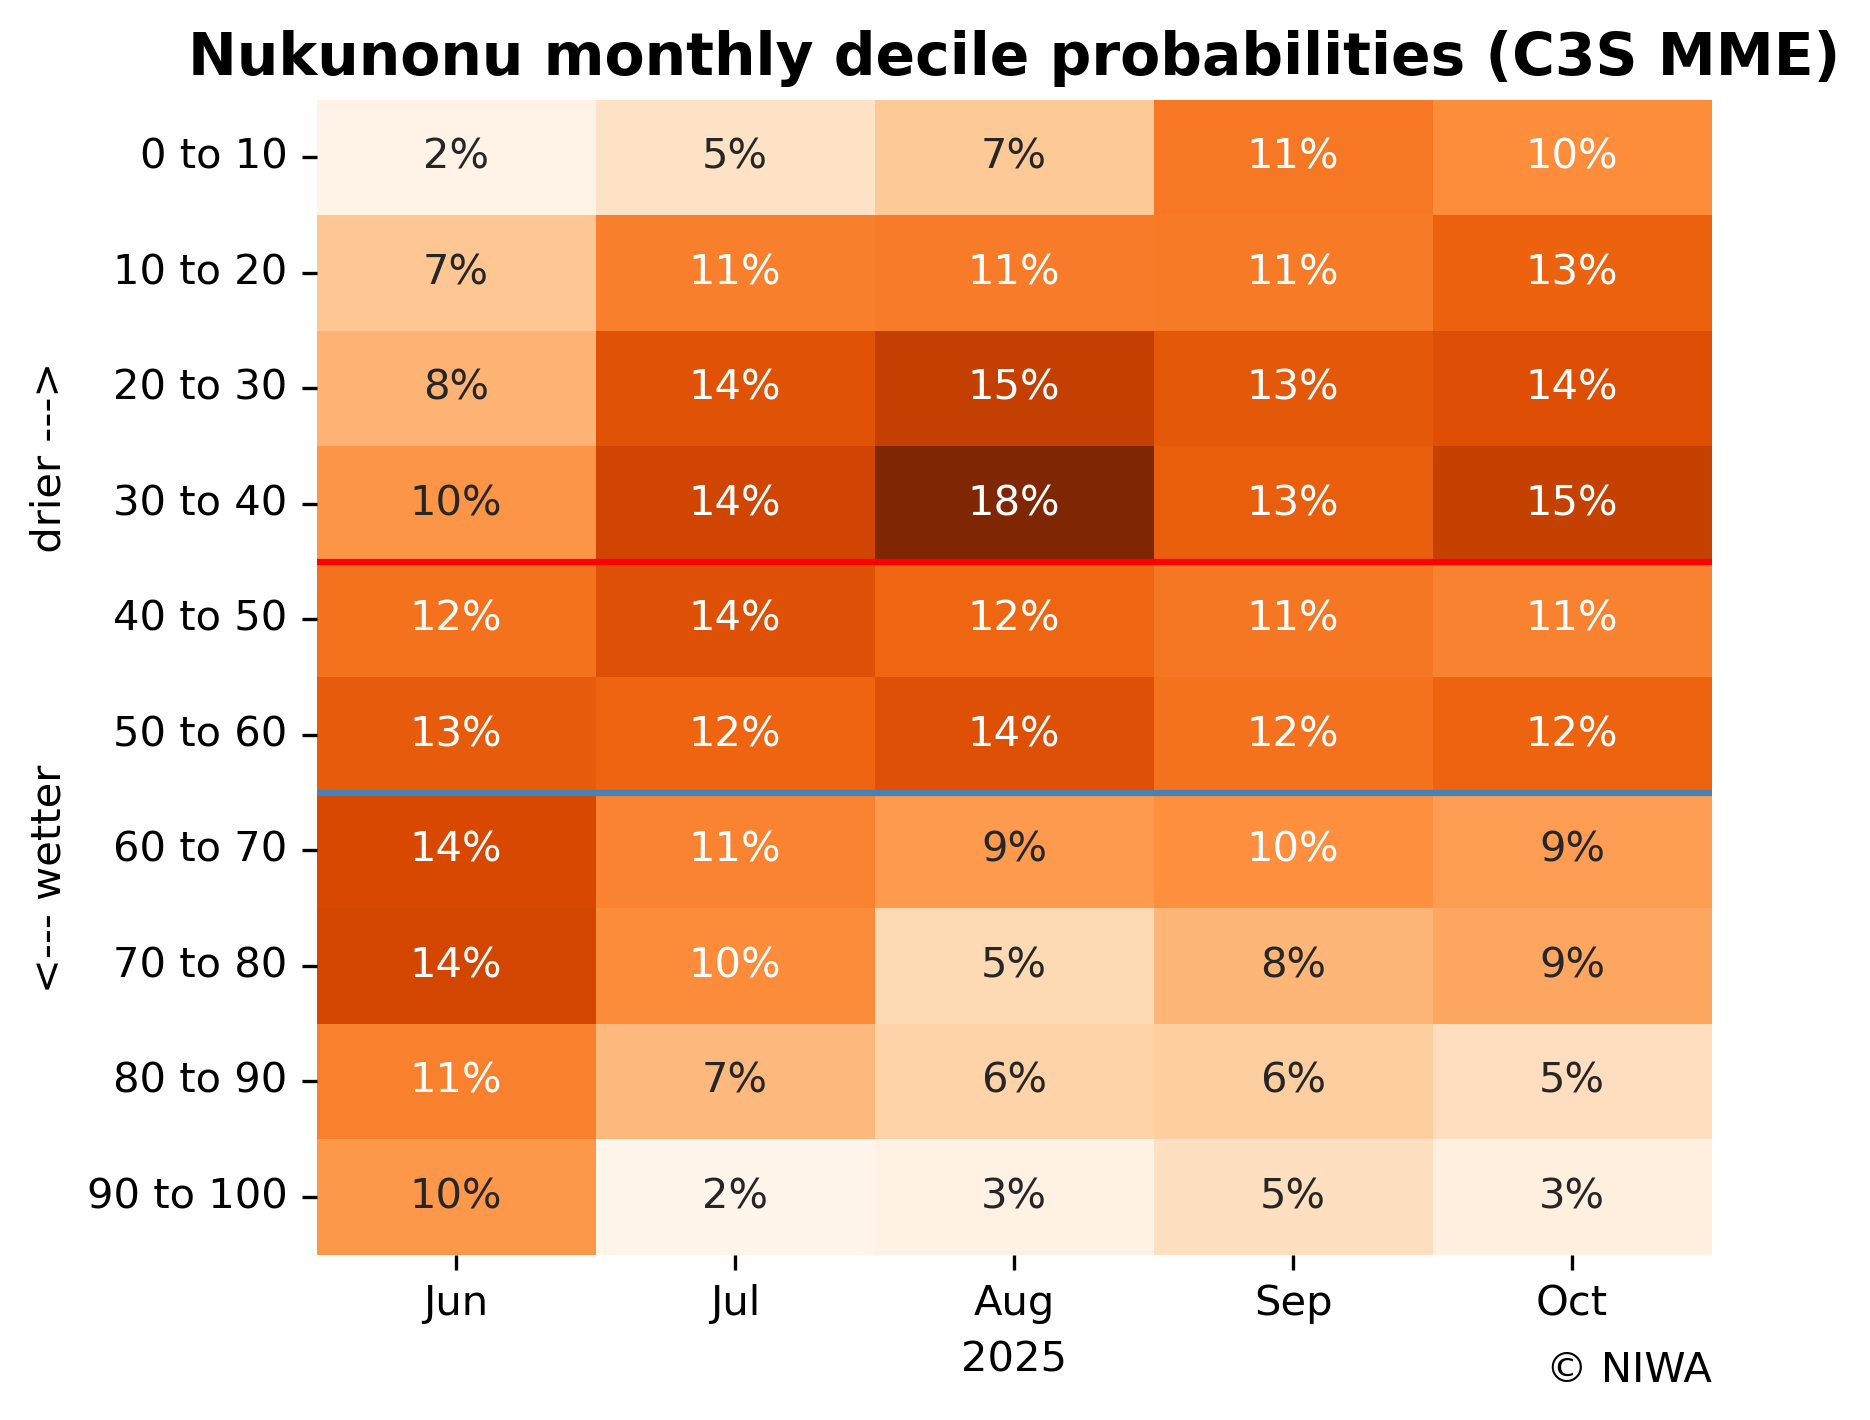 Nukunonu monthly decile probabilities (C3S MME)
0 to 10 2% 5% 7% 11% 10%
10 to 20 7% 11% 11% 11% 13%
20 to 30 8% 14% 15% 13% 14%
30 to 40 10% 14% 18% 13% 15%
40 to 50 12% 14% 12% 11% 11%
50 to 60 13% 12% 14% 12% 12%
60 to 70 14% 11% 9% 10% 9%
70 to 80 14% 10% 5% 8% 9%
80 to 90 11% 7% 6% 6% 5%
90 to 100 10% 2% 3% 5% 3%
<--- wetter
drier --->
Jun Jul Aug Sep Oct
2025
© NIWA